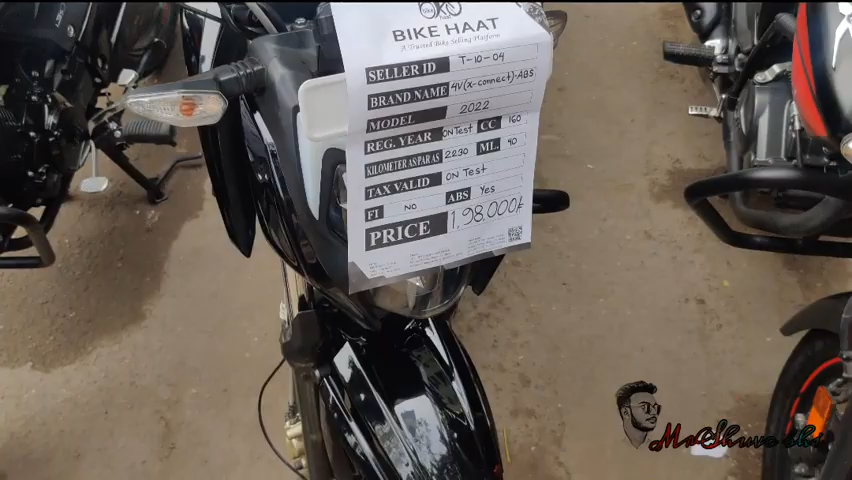 BIKE HAAT
A Trusted Bike Selling Platform
SELLER ID T-10-04
BRAND NAME 4V(x-connect)-ABS
MODEL 2022
REG. YEAR ON Test CC 160
KILOMETER AS PAR AS 2230 ML. 40
TAX VALID ON Test
FI NO ABS Yes
PRICE 1,98,000/-